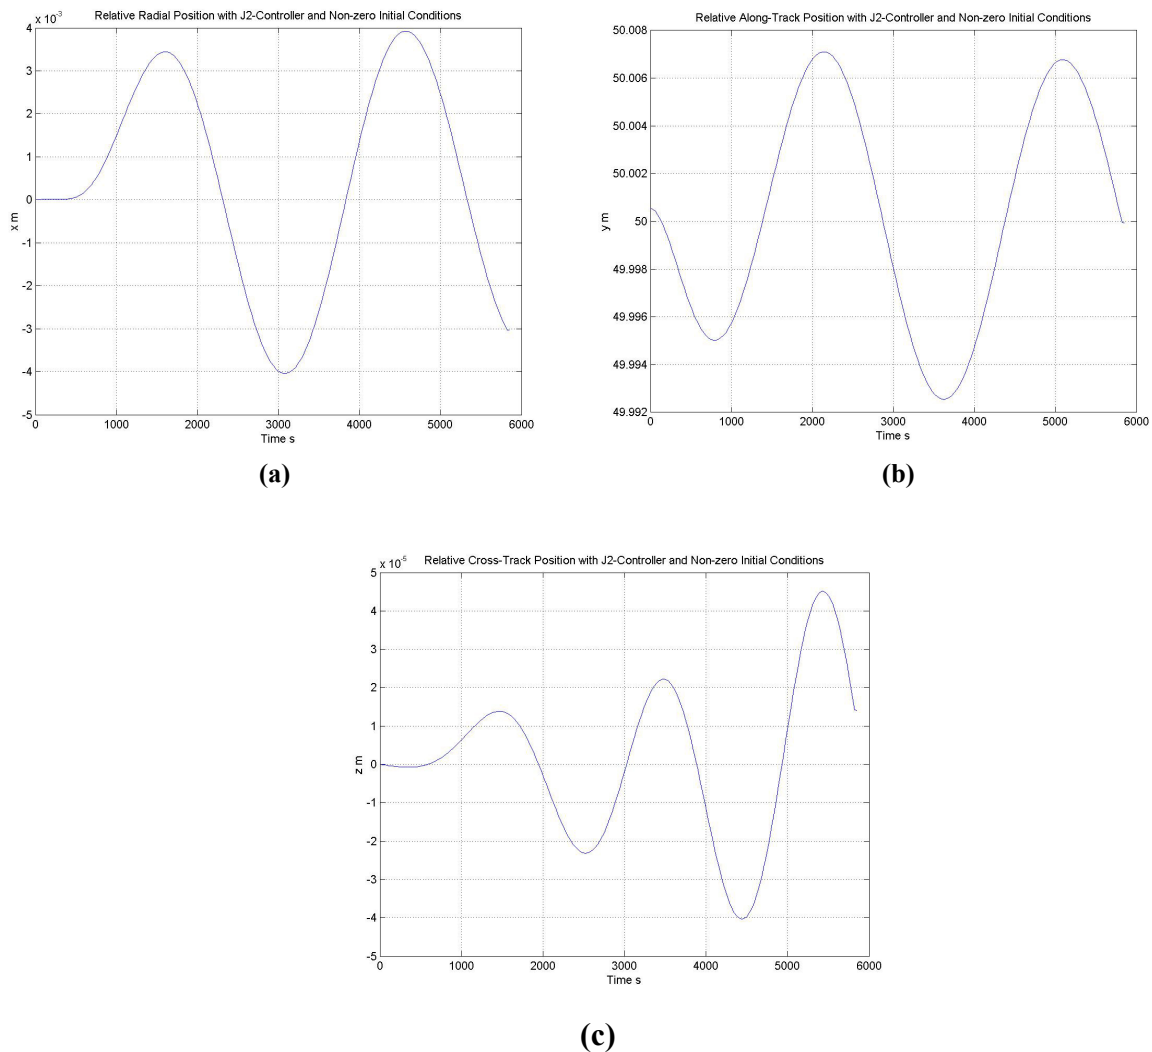 Relative Radial Position with J2-Controller and Non-zero Initial Conditions
x 10⁻³
4
3
2
1
0
-1
-2
-3
-4
-5
x m
0 1000 2000 3000 4000 5000 6000
Time s
(a)
Relative Along-Track Position with J2-Controller and Non-zero Initial Conditions
50.008
50.006
50.004
50.002
50
49.998
49.996
49.994
49.992
y m
0 1000 2000 3000 4000 5000 6000
Time s
(b)
Relative Cross-Track Position with J2-Controller and Non-zero Initial Conditions
x 10⁻⁵
5
4
3
2
1
0
-1
-2
-3
-4
-5
z m
0 1000 2000 3000 4000 5000 6000
Time s
(c)